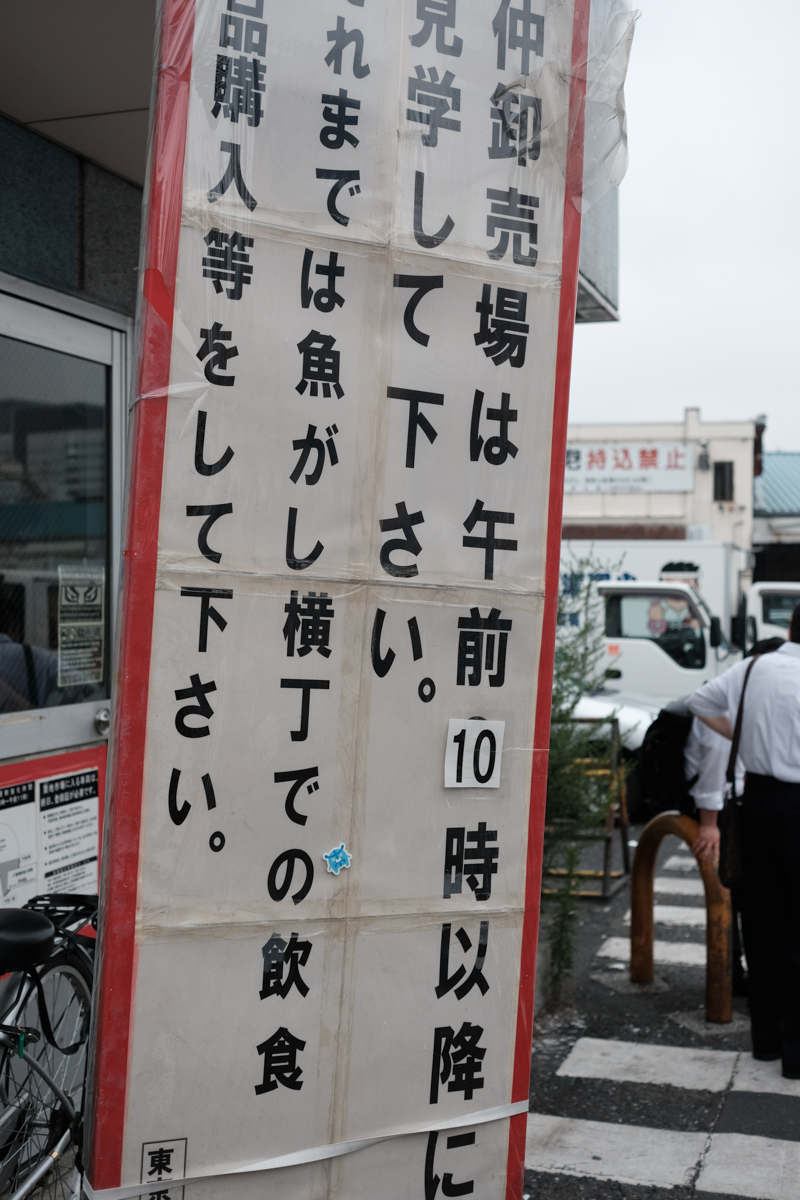 仲卸売場は午前10時以降に
見学して下さい。
それまでは魚がし横丁での飲食
品購入等をして下さい。
東
持込禁止